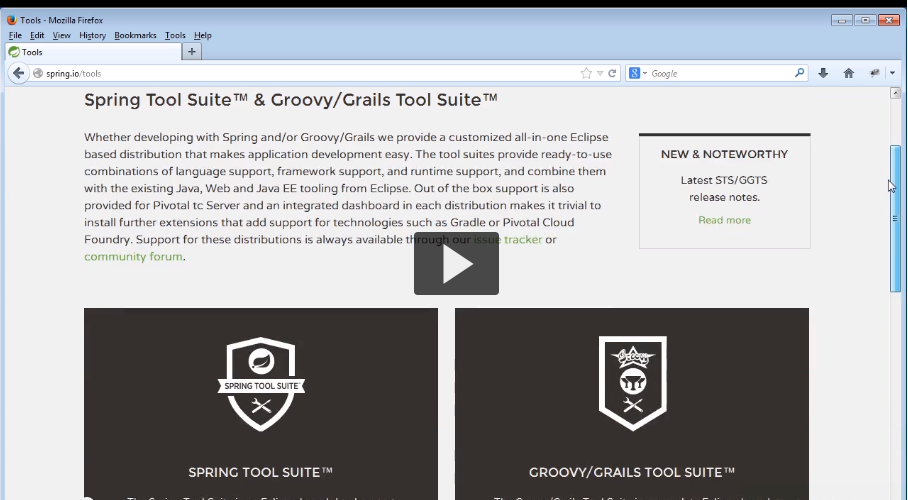 Tools - Mozilla Firefox
File Edit View History Bookmarks Tools Help
Tools
spring.io/tools
Google
Spring Tool Suite™ & Groovy/Grails Tool Suite™
Whether developing with Spring and/or Groovy/Grails we provide a customized all-in-one Eclipse
based distribution that makes application development easy. The tool suites provide ready-to-use
combinations of language support, framework support, and runtime support, and combine them
with the existing Java, Web and Java EE tooling from Eclipse. Out of the box support is also
provided for Pivotal tc Server and an integrated dashboard in each distribution makes it trivial to
install further extensions that add support for technologies such as Gradle or Pivotal Cloud
Foundry. Support for these distributions is always available through our issue tracker or
community forum.
NEW & NOTEWORTHY
Latest STS/GGTS
release notes.
Read more
SPRING TOOL SUITE
SPRING TOOL SUITE™
Groovy
GROOVY/GRAILS TOOL SUITE™